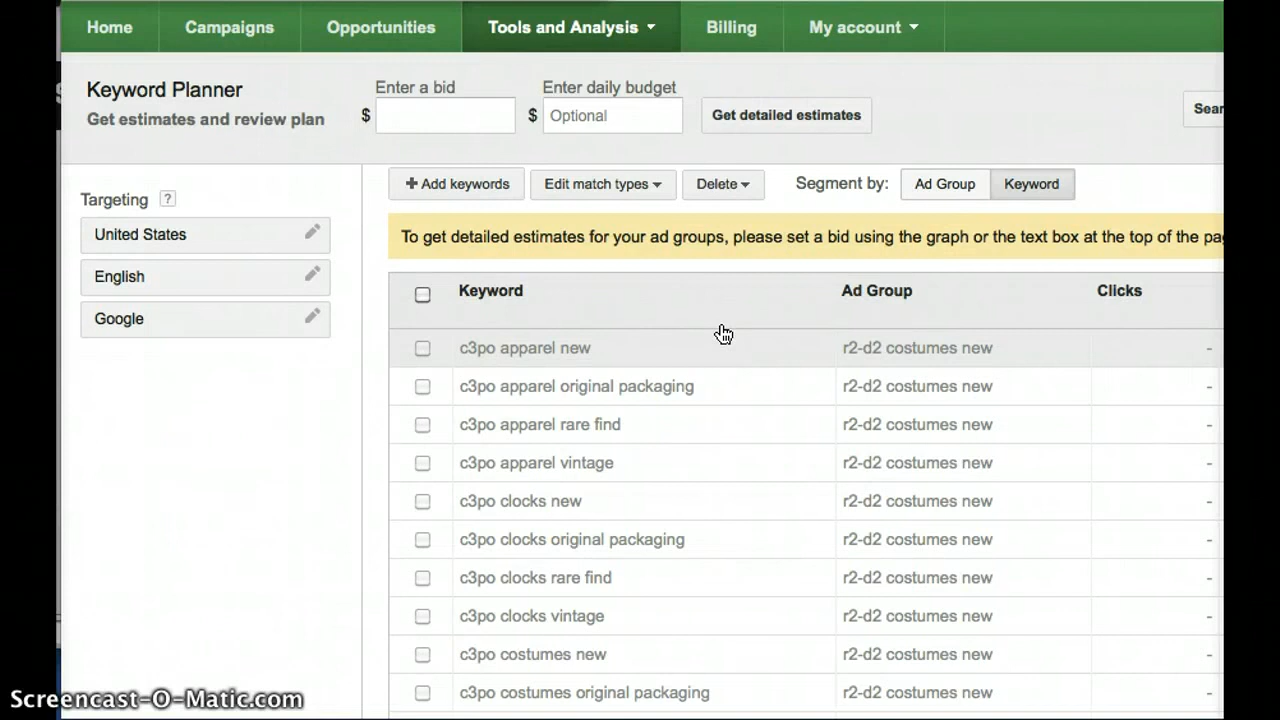 Home Campaigns Opportunities Tools and Analysis Billing My account
Keyword Planner
Get estimates and review plan
Enter a bid
$
Enter daily budget
$ Optional
Get detailed estimates
Targeting ?
United States
English
Google
+ Add keywords Edit match types Delete Segment by: Ad Group Keyword
To get detailed estimates for your ad groups, please set a bid using the graph or the text box at the top of the
Keyword Ad Group Clicks
c3po apparel new r2-d2 costumes new -
c3po apparel original packaging r2-d2 costumes new -
c3po apparel rare find r2-d2 costumes new -
c3po apparel vintage r2-d2 costumes new -
c3po clocks new r2-d2 costumes new -
c3po clocks original packaging r2-d2 costumes new -
c3po clocks rare find r2-d2 costumes new -
c3po clocks vintage r2-d2 costumes new -
c3po costumes new r2-d2 costumes new -
c3po costumes original packaging r2-d2 costumes new -
Screencast-O-Matic.com